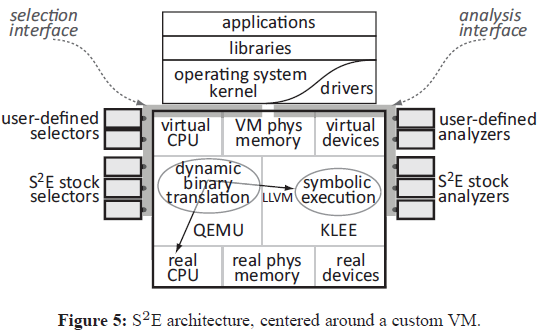 selection
interface
analysis
interface
applications
libraries
operating system
kernel
drivers
user-defined
selectors
virtual
CPU
VM phys
memory
virtual
devices
user-defined
analyzers
S²E stock
selectors
dynamic
binary
translation
LLVM
symbolic
execution
S²E stock
analyzers
QEMU
KLEE
real
CPU
real phys
memory
real
devices
Figure 5: S²E architecture, centered around a custom VM.